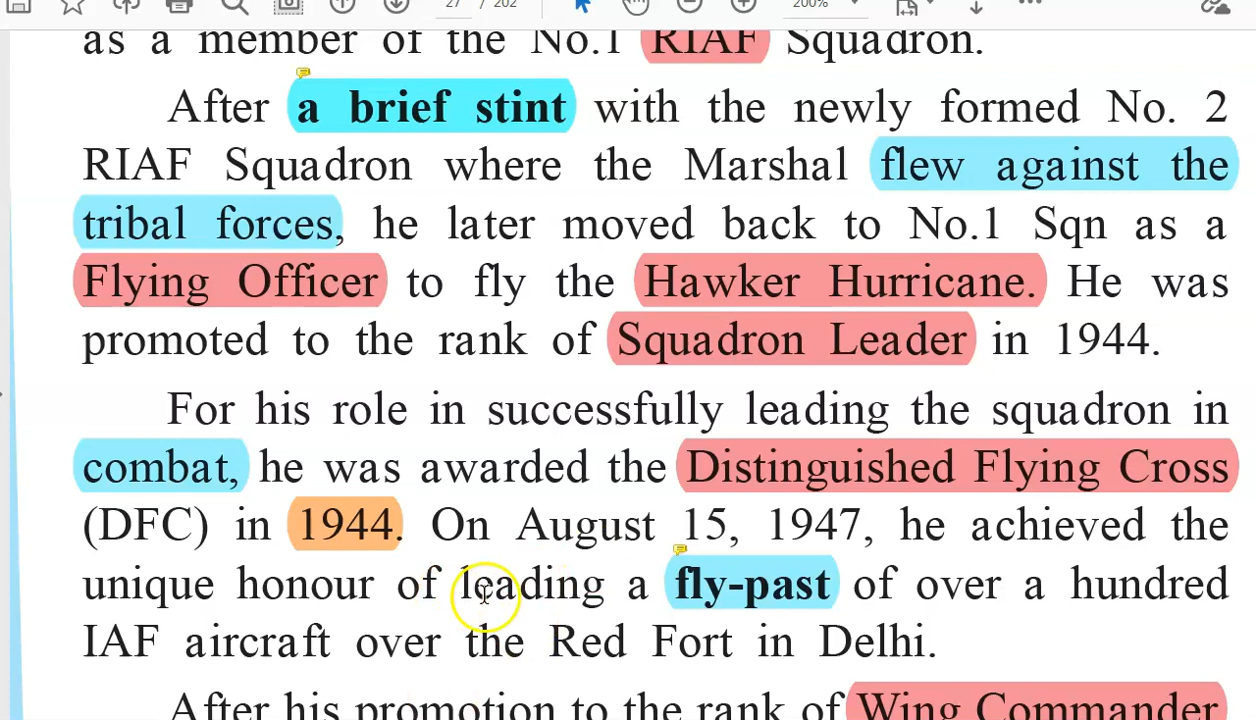 27 / 202
200%
as a member of the No.1 RIAF Squadron.
After a brief stint with the newly formed No. 2
RIAF Squadron where the Marshal flew against the
tribal forces, he later moved back to No.1 Sqn as a
Flying Officer to fly the Hawker Hurricane. He was
promoted to the rank of Squadron Leader in 1944.
For his role in successfully leading the squadron in
combat, he was awarded the Distinguished Flying Cross
(DFC) in 1944. On August 15, 1947, he achieved the
unique honour of leading a fly-past of over a hundred
IAF aircraft over the Red Fort in Delhi.
After his promotion to the rank of Wing Commander